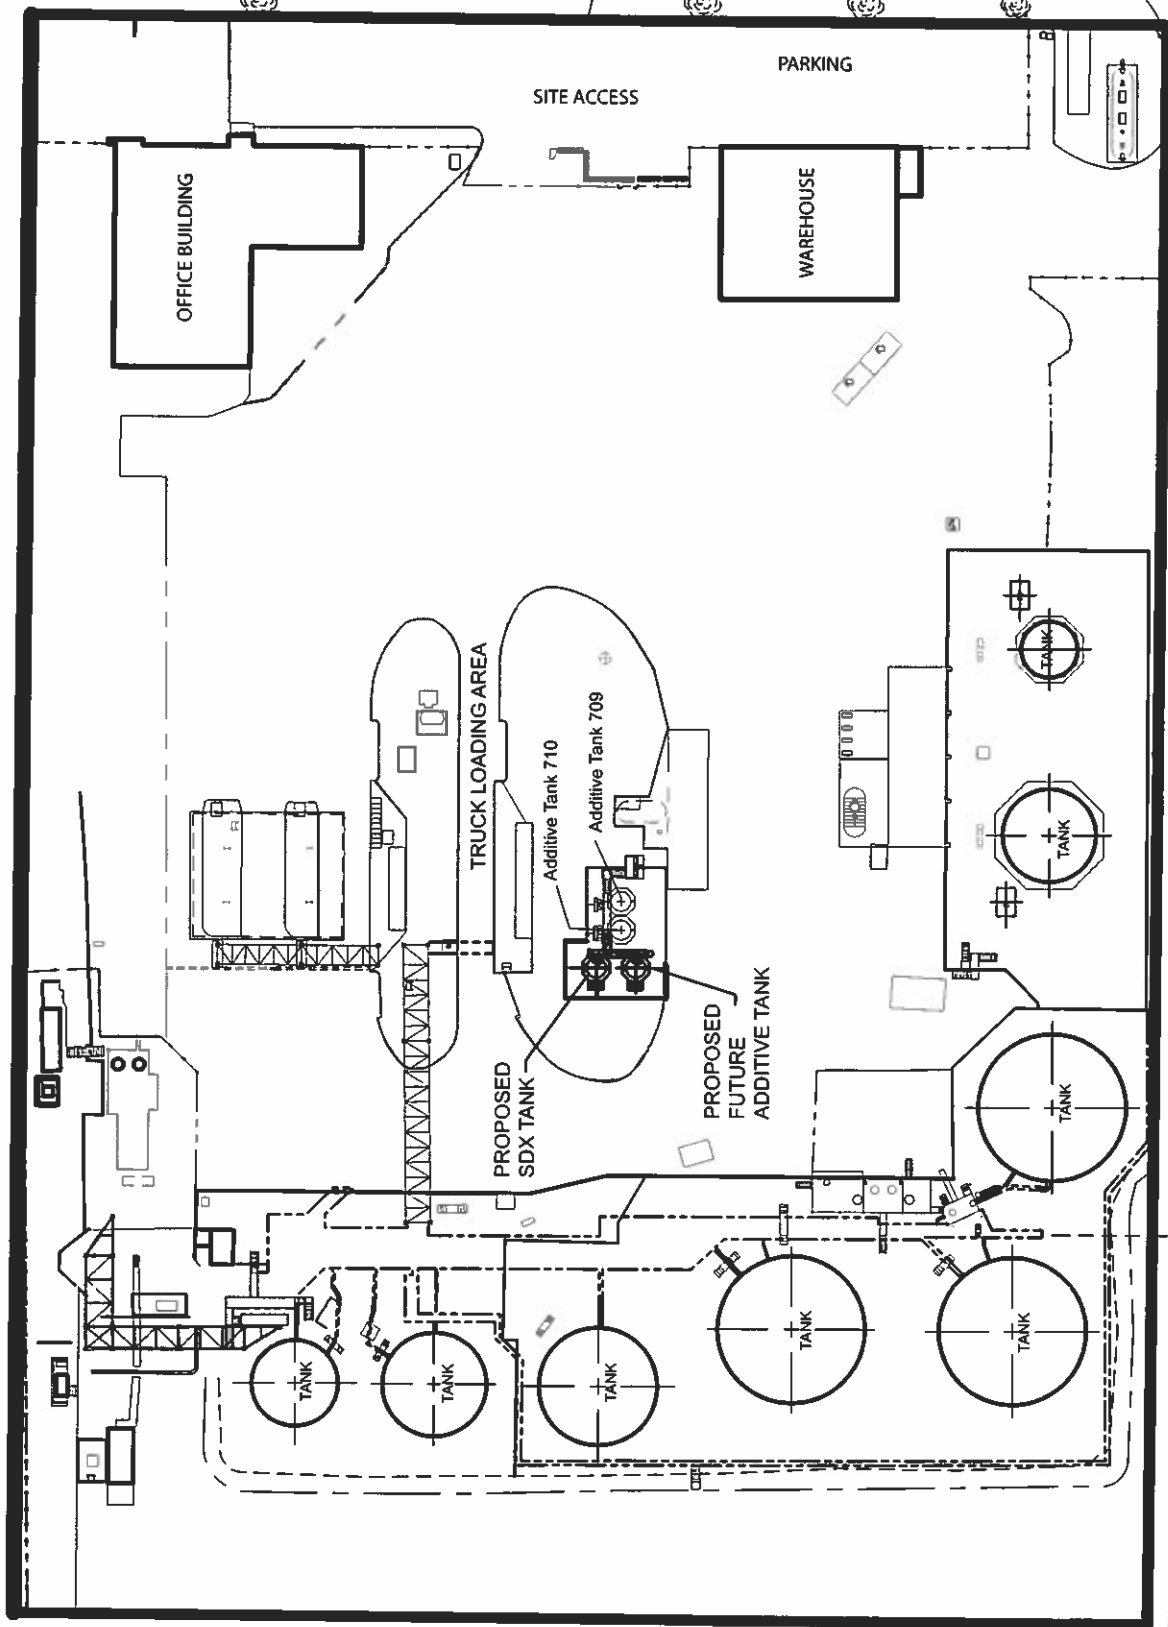 PARKING
SITE ACCESS
OFFICE BUILDING
WAREHOUSE
TRUCK LOADING AREA
Additive Tank 710
Additive Tank 709
PROPOSED
SDX TANK
PROPOSED
FUTURE
ADDITIVE TANK
TANK
TANK
TANK
TANK
TANK
TANK
TANK
TANK